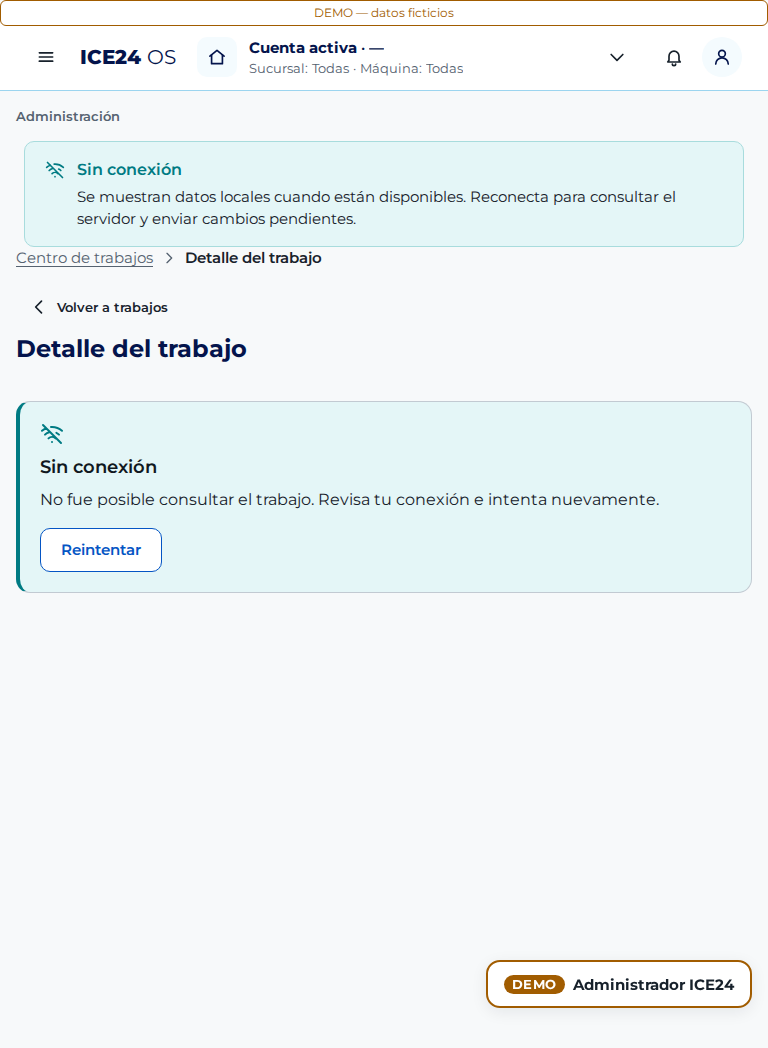 DEMO — datos ficticios
ICE24 OS
Cuenta activa · —
Sucursal: Todas · Máquina: Todas
Administración
Sin conexión
Se muestran datos locales cuando están disponibles. Reconecta para consultar el
servidor y enviar cambios pendientes.
Centro de trabajos > Detalle del trabajo
Volver a trabajos
Detalle del trabajo
Sin conexión
No fue posible consultar el trabajo. Revisa tu conexión e intenta nuevamente.
Reintentar
DEMO Administrador ICE24